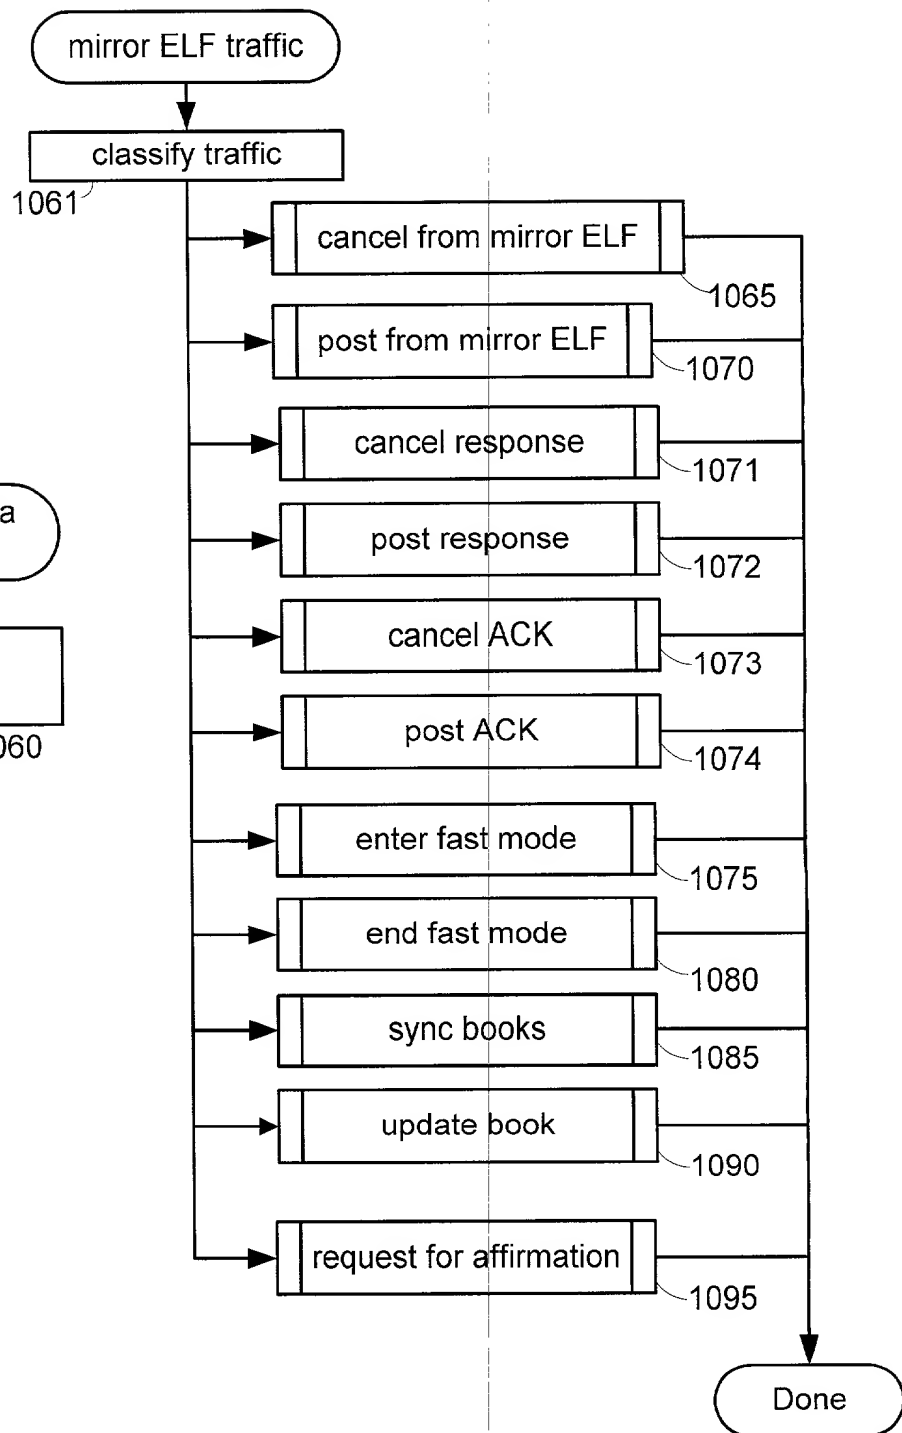 mirror ELF traffic
classify traffic
1061
cancel from mirror ELF
1065
post from mirror ELF
1070
cancel response
1071
a
post response
1072
cancel ACK
1073
post ACK
060
1074
enter fast mode
1075
end fast mode
1080
sync books
1085
update book
1090
request for affirmation
1095
Done